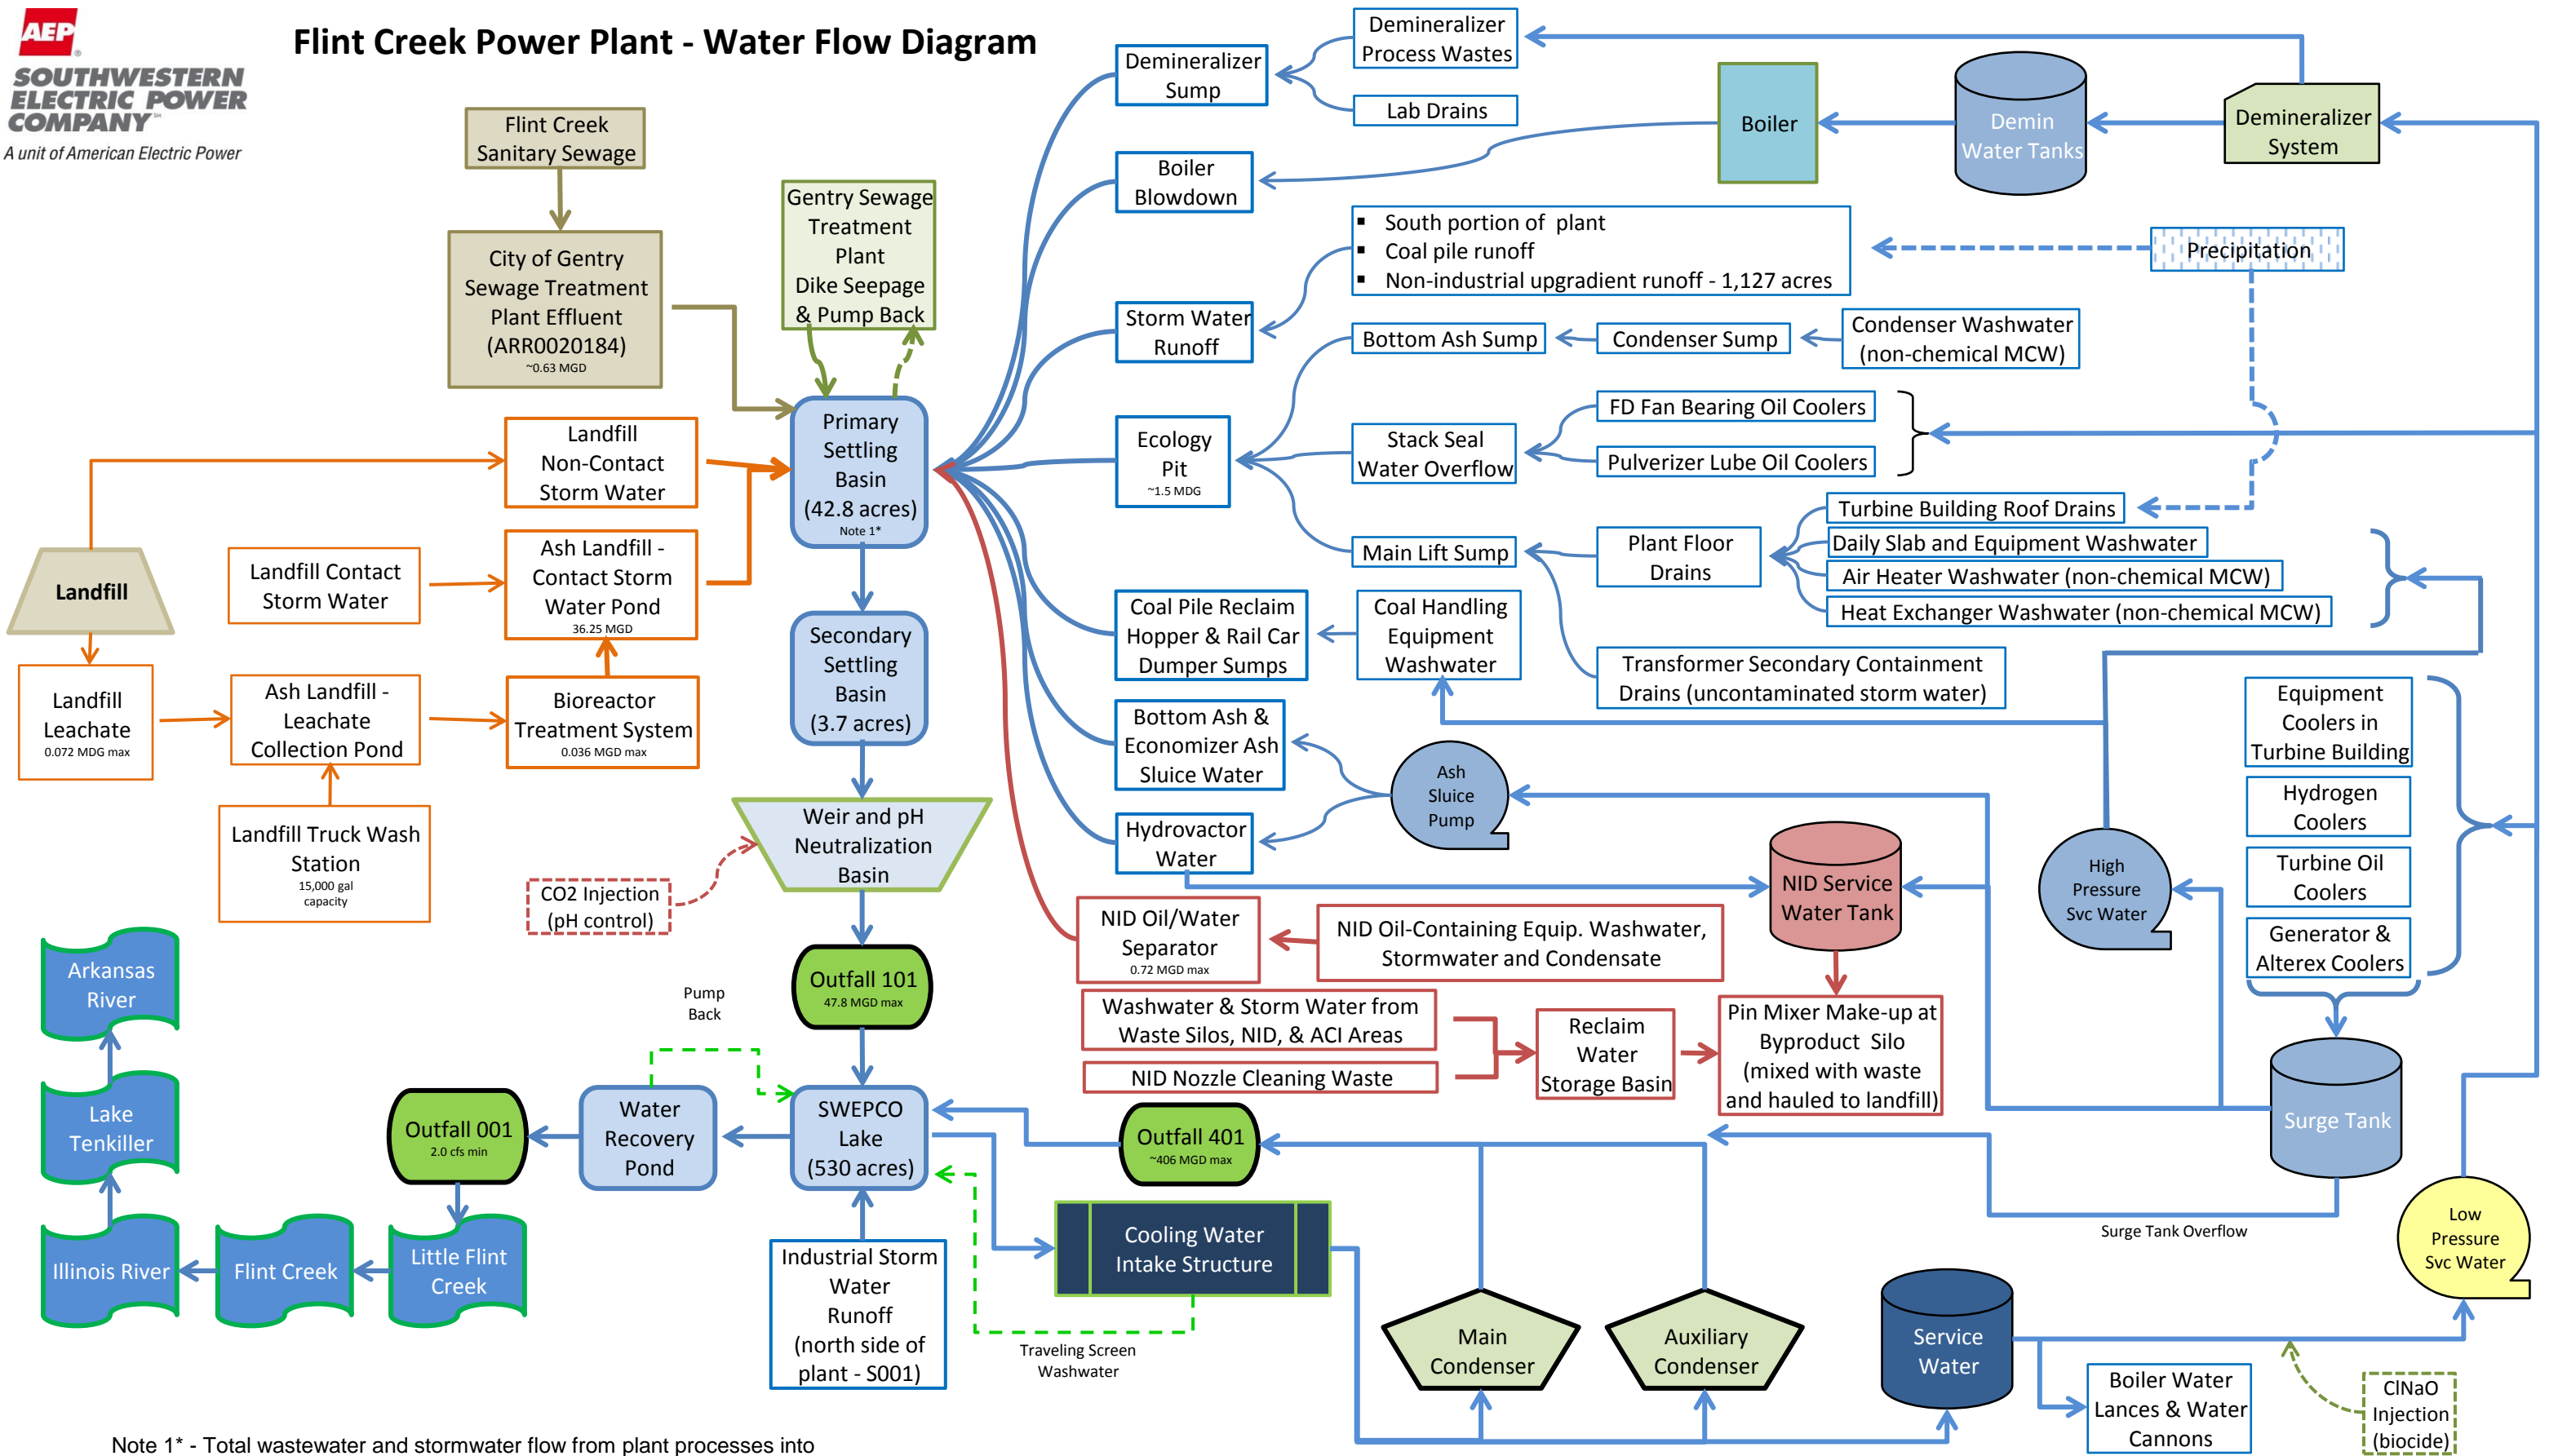 AEP
®
SOUTHWESTERN
ELECTRIC POWER
COMPANY℠
A unit of American Electric Power
Flint Creek Power Plant - Water Flow Diagram
Flint Creek
Sanitary Sewage
City of Gentry
Sewage Treatment
Plant Effluent
(ARR0020184)
~0.63 MGD
Gentry Sewage
Treatment
Plant
Dike Seepage
& Pump Back
Demineralizer
Sump
Demineralizer
Process Wastes
Lab Drains
Boiler
Demin
Water Tanks
Demineralizer
System
Boiler
Blowdown
▪ South portion of plant
▪ Coal pile runoff
▪ Non-industrial upgradient runoff - 1,127 acres
Precipitation
Storm Water
Runoff
Bottom Ash Sump
Condenser Sump
Condenser Washwater
(non-chemical MCW)
Ecology
Pit
~1.5 MDG
Stack Seal
Water Overflow
FD Fan Bearing Oil Coolers
Pulverizer Lube Oil Coolers
Main Lift Sump
Plant Floor
Drains
Turbine Building Roof Drains
Daily Slab and Equipment Washwater
Air Heater Washwater (non-chemical MCW)
Heat Exchanger Washwater (non-chemical MCW)
Transformer Secondary Containment
Drains (uncontaminated storm water)
Landfill
Non-Contact
Storm Water
Primary
Settling
Basin
(42.8 acres)
Note 1*
Landfill
Landfill Contact
Storm Water
Ash Landfill -
Contact Storm
Water Pond
36.25 MGD
Landfill
Leachate
0.072 MDG max
Ash Landfill -
Leachate
Collection Pond
Bioreactor
Treatment System
0.036 MGD max
Landfill Truck Wash
Station
15,000 gal
capacity
Secondary
Settling
Basin
(3.7 acres)
Coal Pile Reclaim
Hopper & Rail Car
Dumper Sumps
Coal Handling
Equipment
Washwater
Bottom Ash &
Economizer Ash
Sluice Water
Ash
Sluice
Pump
Hydrovactor
Water
Equipment
Coolers in
Turbine Building
Hydrogen
Coolers
Turbine Oil
Coolers
Generator &
Alterex Coolers
High
Pressure
Svc Water
NID Service
Water Tank
Weir and pH
Neutralization
Basin
CO2 Injection
(pH control)
NID Oil/Water
Separator
0.72 MGD max
NID Oil-Containing Equip. Washwater,
Stormwater and Condensate
Washwater & Storm Water from
Waste Silos, NID, & ACI Areas
NID Nozzle Cleaning Waste
Reclaim
Water
Storage Basin
Pin Mixer Make-up at
Byproduct Silo
(mixed with waste
and hauled to landfill)
Surge Tank
Surge Tank Overflow
Low
Pressure
Svc Water
Outfall 101
47.8 MGD max
Pump
Back
SWEPCO
Lake
(530 acres)
Water
Recovery
Pond
Outfall 001
2.0 cfs min
Outfall 401
~406 MGD max
Arkansas
River
Lake
Tenkiller
Illinois River
Flint Creek
Little Flint
Creek
Industrial Storm
Water
Runoff
(north side of
plant - S001)
Cooling Water
Intake Structure
Traveling Screen
Washwater
Main
Condenser
Auxiliary
Condenser
Service
Water
Boiler Water
Lances & Water
Cannons
ClNaO
Injection
(biocide)
Note 1* - Total wastewater and stormwater flow from plant processes into